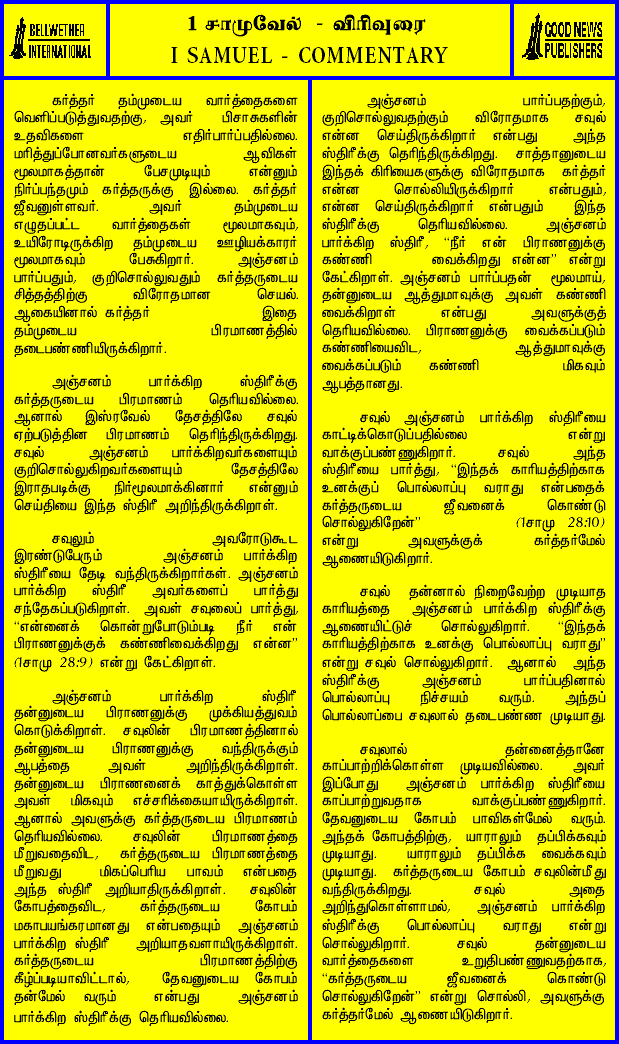 BELLWETHER
INTERNATIONAL
1 சாமுவேல் - விரிவுரை
I SAMUEL - COMMENTARY
GOOD NEWS
PUBLISHERS
கர்த்தர் தம்முடைய வார்த்தைகளை
வெளிப்படுத்துவதற்கு, அவர் பிசாசுகளின்
உதவிகளை எதிர்பார்ப்பதில்லை.
மரித்துப்போனவர்களுடைய ஆவிகள்
மூலமாகத்தான் பேசமுடியும் என்னும்
நிர்ப்பந்தமும் கர்த்தருக்கு இல்லை. கர்த்தர்
ஜீவனுள்ளவர். அவர் தம்முடைய
எழுதப்பட்ட வார்த்தைகள் மூலமாகவும்,
உயிரோடிருக்கிற தம்முடைய ஊழியக்காரர்
மூலமாகவும் பேசுகிறார். அஞ்சனம்
பார்ப்பதும், குறிசொல்லுவதும் கர்த்தருடைய
சித்தத்திற்கு விரோதமான செயல்.
ஆகையினால் கர்த்தர் இதை
தம்முடைய பிரமாணத்தில்
தடைபண்ணியிருக்கிறார்.
அஞ்சனம் பார்க்கிற ஸ்திரீக்கு
கர்த்தருடைய பிரமாணம் தெரியவில்லை.
ஆனால் இஸ்ரவேல் தேசத்திலே சவுல்
ஏற்படுத்தின பிரமாணம் தெரிந்திருக்கிறது.
சவுல் அஞ்சனம் பார்க்கிறவர்களையும்
குறிசொல்லுகிறவர்களையும் தேசத்திலே
இராதபடிக்கு நிர்மூலமாக்கினார் என்னும்
செய்தியை இந்த ஸ்திரீ அறிந்திருக்கிறாள்.
சவுலும் அவரோடுகூட
இரண்டுபேரும் அஞ்சனம் பார்க்கிற
ஸ்திரீயை தேடி வந்திருக்கிறார்கள். அஞ்சனம்
பார்க்கிற ஸ்திரீ அவர்களைப் பார்த்து
சந்தேகப்படுகிறாள். அவள் சவுலைப் பார்த்து,
“என்னைக் கொன்றுபோடும்படி நீர் என்
பிராணனுக்குக் கண்ணிவைக்கிறது என்ன”
(1சாமு 28:9) என்று கேட்கிறாள்.
அஞ்சனம் பார்க்கிற ஸ்திரீ
தன்னுடைய பிராணனுக்கு முக்கியத்துவம்
கொடுக்கிறாள். சவுலின் பிரமாணத்தினால்
தன்னுடைய பிராணனுக்கு வந்திருக்கும்
ஆபத்தை அவள் அறிந்திருக்கிறாள்.
தன்னுடைய பிராணனைக் காத்துக்கொள்ள
அவள் மிகவும் எச்சரிக்கையாயிருக்கிறாள்.
ஆனால் அவளுக்கு கர்த்தருடைய பிரமாணம்
தெரியவில்லை. சவுலின் பிரமாணத்தை
மீறுவதைவிட, கர்த்தருடைய பிரமாணத்தை
மீறுவது மிகப்பெரிய பாவம் என்பதை
அந்த ஸ்திரீ அறியாதிருக்கிறாள். சவுலின்
கோபத்தைவிட, கர்த்தருடைய கோபம்
மகாபயங்கரமானது என்பதையும் அஞ்சனம்
பார்க்கிற ஸ்திரீ அறியாதவளாயிருக்கிறாள்.
கர்த்தருடைய பிரமாணத்திற்கு
கீழ்ப்படியாவிட்டால், தேவனுடைய கோபம்
தன்மேல் வரும் என்பது அஞ்சனம்
பார்க்கிற ஸ்திரீக்கு தெரியவில்லை.
அஞ்சனம் பார்ப்பதற்கும்,
குறிசொல்லுவதற்கும் விரோதமாக சவுல்
என்ன செய்திருக்கிறார் என்பது அந்த
ஸ்திரீக்கு தெரிந்திருக்கிறது. சாத்தானுடைய
இந்தக் கிரியைகளுக்கு விரோதமாக கர்த்தர்
என்ன சொல்லியிருக்கிறார் என்பதும்,
என்ன செய்திருக்கிறார் என்பதும் இந்த
ஸ்திரீக்கு தெரியவில்லை. அஞ்சனம்
பார்க்கிற ஸ்திரீ, “நீர் என் பிராணனுக்கு
கண்ணி வைக்கிறது என்ன” என்று
கேட்கிறாள். அஞ்சனம் பார்ப்பதன் மூலமாய்,
தன்னுடைய ஆத்துமாவுக்கு அவள் கண்ணி
வைக்கிறாள் என்பது அவளுக்குத்
தெரியவில்லை. பிராணனுக்கு வைக்கப்படும்
கண்ணியைவிட, ஆத்துமாவுக்கு
வைக்கப்படும் கண்ணி மிகவும்
ஆபத்தானது.
சவுல் அஞ்சனம் பார்க்கிற ஸ்திரீயை
காட்டிக்கொடுப்பதில்லை என்று
வாக்குப்பண்ணுகிறார். சவுல் அந்த
ஸ்திரீயை பார்த்து, “இந்தக் காரியத்திற்காக
உனக்குப் பொல்லாப்பு வராது என்பதைக்
கர்த்தருடைய ஜீவனைக் கொண்டு
சொல்லுகிறேன்” (1சாமு 28:10)
என்று அவளுக்குக் கர்த்தர்மேல்
ஆணையிடுகிறார்.
சவுல் தன்னால் நிறைவேற்ற முடியாத
காரியத்தை அஞ்சனம் பார்க்கிற ஸ்திரீக்கு
ஆணையிட்டுச் சொல்லுகிறார். “இந்தக்
காரியத்திற்காக உனக்கு பொல்லாப்பு வராது”
என்று சவுல் சொல்லுகிறார். ஆனால் அந்த
ஸ்திரீக்கு அஞ்சனம் பார்ப்பதினால்
பொல்லாப்பு நிச்சயம் வரும். அந்தப்
பொல்லாப்பை சவுலால் தடைபண்ண முடியாது.
சவுலால் தன்னைத்தானே
காப்பாற்றிக்கொள்ள முடியவில்லை. அவர்
இப்போது அஞ்சனம் பார்க்கிற ஸ்திரீயை
காப்பாற்றுவதாக வாக்குப்பண்ணுகிறார்.
தேவனுடைய கோபம் பாவிகள்மேல் வரும்.
அந்தக் கோபத்திற்கு, யாராலும் தப்பிக்கவும்
முடியாது. யாராலும் தப்பிக்க வைக்கவும்
முடியாது. கர்த்தருடைய கோபம் சவுலின்மீது
வந்திருக்கிறது. சவுல் அதை
அறிந்துகொள்ளாமல், அஞ்சனம் பார்க்கிற
ஸ்திரீக்கு பொல்லாப்பு வராது என்று
சொல்லுகிறார். சவுல் தன்னுடைய
வார்த்தைகளை உறுதிபண்ணுவதற்காக,
“கர்த்தருடைய ஜீவனைக் கொண்டு
சொல்லுகிறேன்” என்று சொல்லி, அவளுக்கு
கர்த்தர்மேல் ஆணையிடுகிறார்.